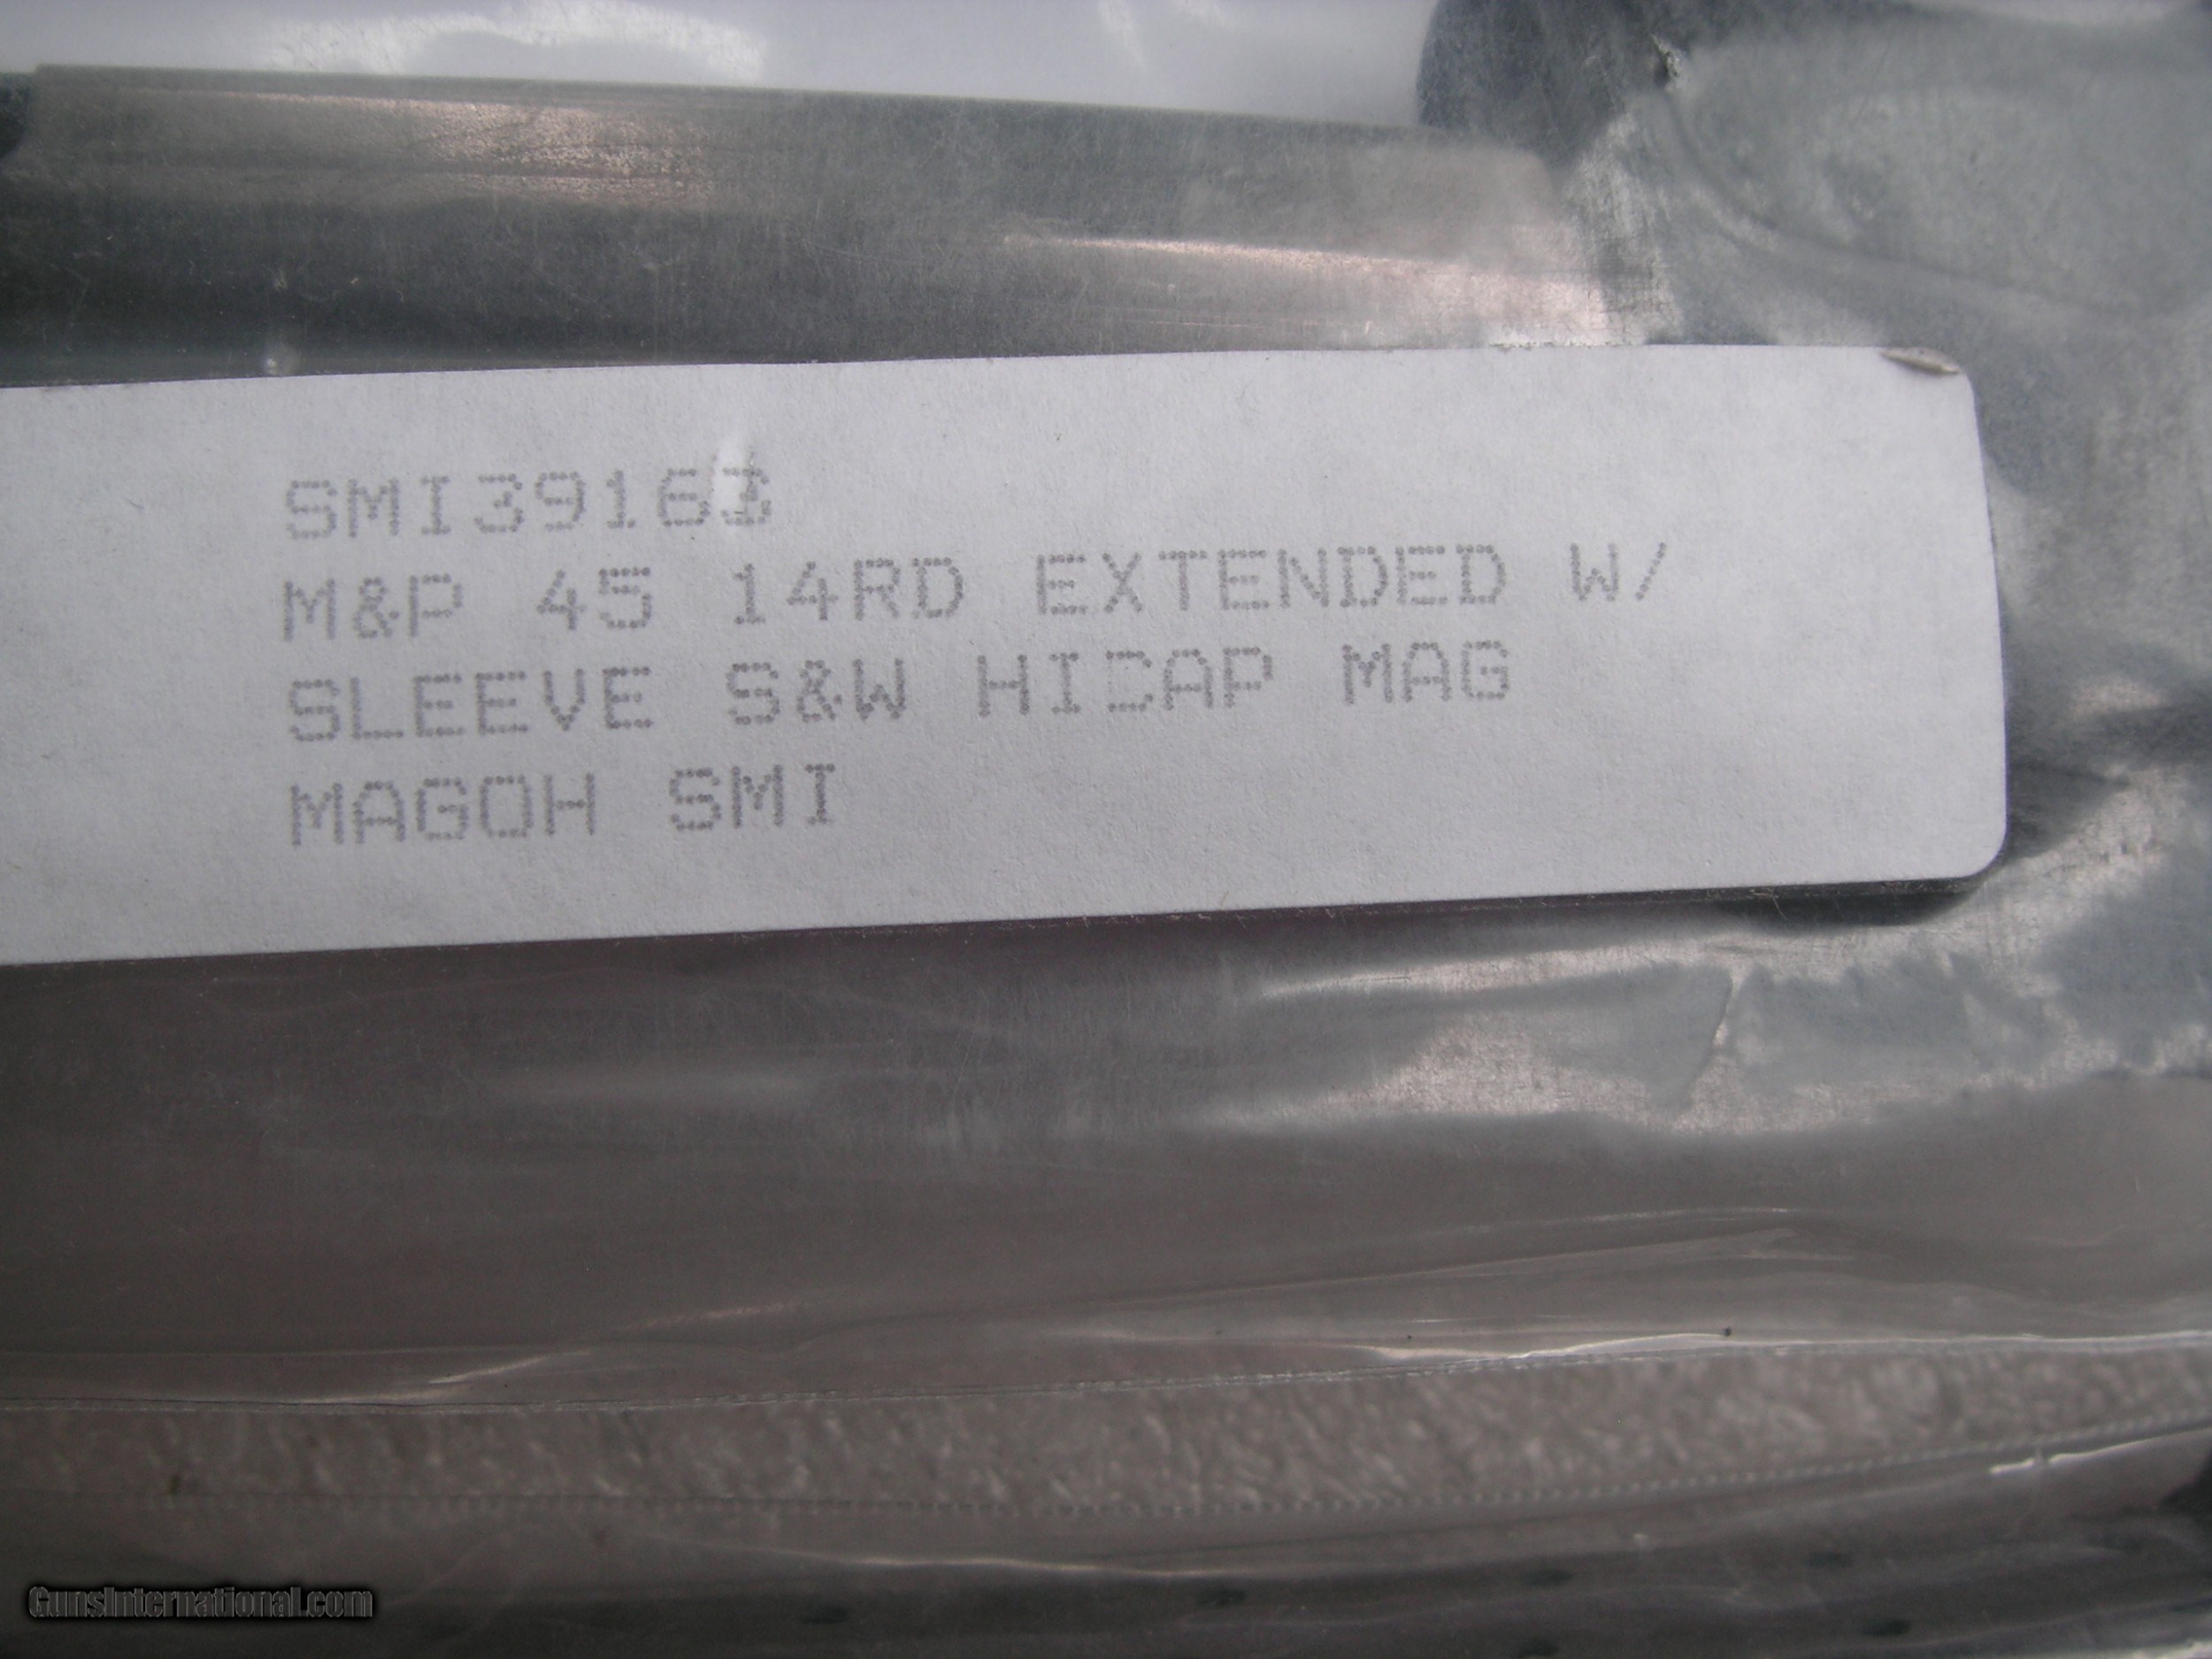 SMI39163
M&P 45 14RD EXTENDED W/
SLEEVE S&W HICAP MAG
MAGOH SMI
GunsInternational.com